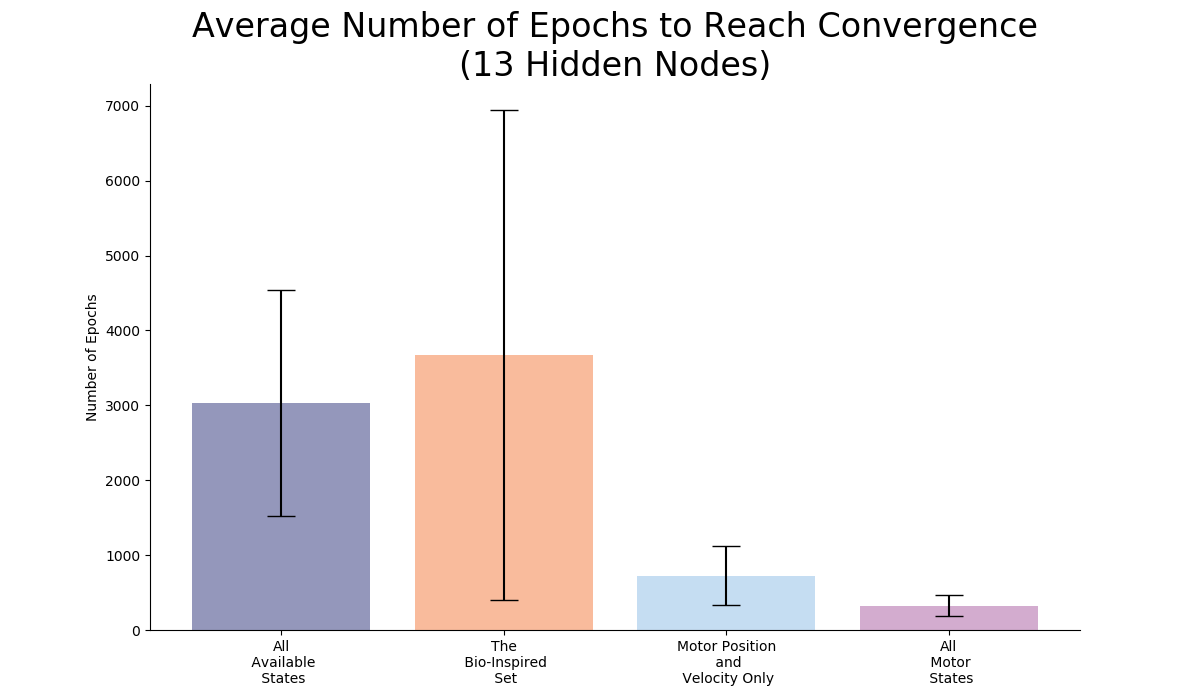 Average Number of Epochs to Reach Convergence
(13 Hidden Nodes)
Number of Epochs
7000
6000
5000
4000
3000
2000
1000
0
All
Available
States
The
Bio-Inspired
Set
Motor Position
and
Velocity Only
All
Motor
States